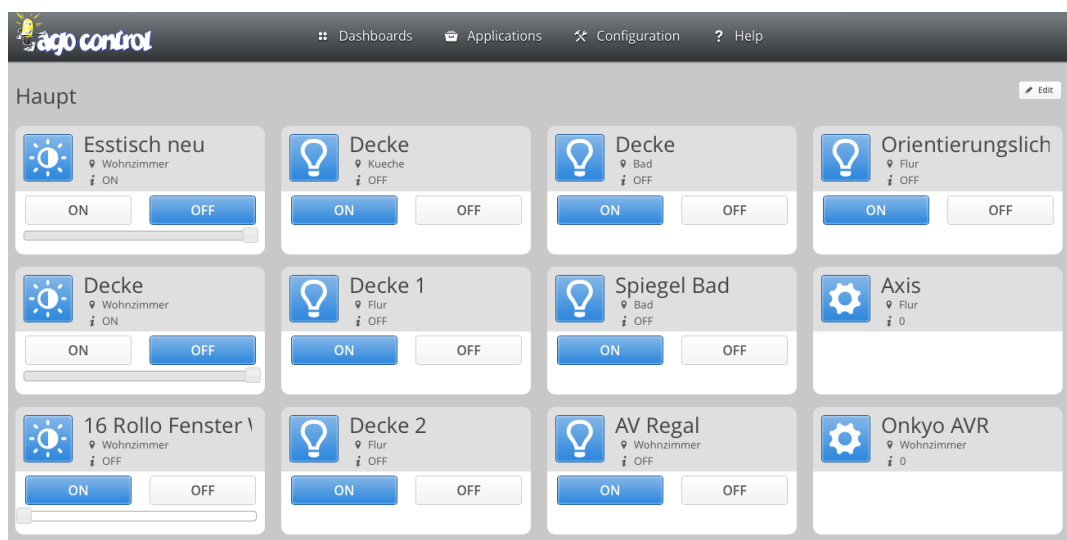 ago control
Dashboards
Applications
Configuration
? Help
Haupt
Edit
Esstisch neu
Wohnzimmer
i ON
ON
OFF
Decke
Kueche
i OFF
ON
OFF
Decke
Bad
i OFF
ON
OFF
Orientierungslich
Flur
i OFF
ON
OFF
Decke
Wohnzimmer
i ON
ON
OFF
Decke 1
Flur
i OFF
ON
OFF
Spiegel Bad
Bad
i OFF
ON
OFF
Axis
Flur
i 0
16 Rollo Fenster
Wohnzimmer
i OFF
ON
OFF
Decke 2
Flur
i OFF
ON
OFF
AV Regal
Wohnzimmer
i OFF
ON
OFF
Onkyo AVR
Wohnzimmer
i 0